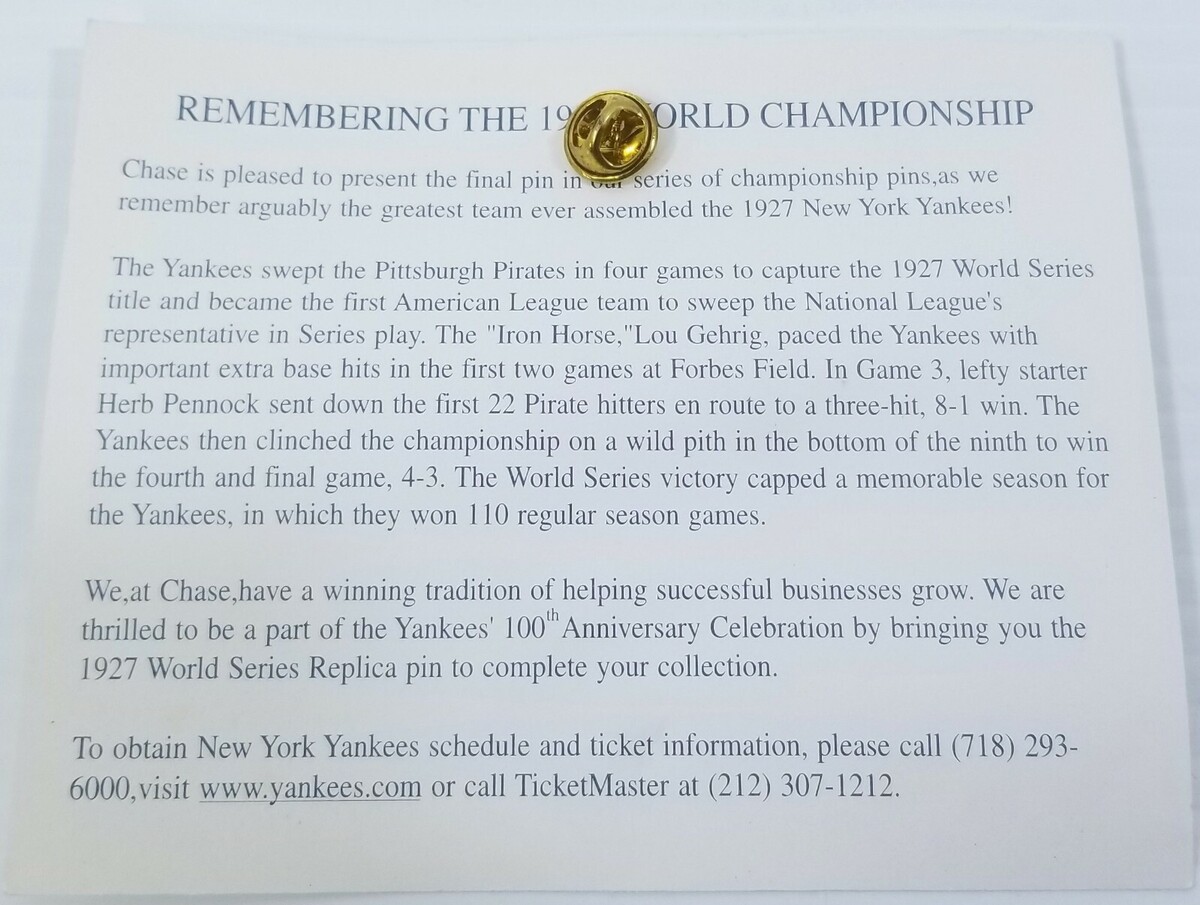 REMEMBERING THE 19 ORLD CHAMPIONSHIP
Chase is pleased to present the final pin in our series of championship pins,as we
remember arguably the greatest team ever assembled the 1927 New York Yankees!
The Yankees swept the Pittsburgh Pirates in four games to capture the 1927 World Series
title and became the first American League team to sweep the National League's
representative in Series play. The "Iron Horse,"Lou Gehrig, paced the Yankees with
important extra base hits in the first two games at Forbes Field. In Game 3, lefty starter
Herb Pennock sent down the first 22 Pirate hitters en route to a three-hit, 8-1 win. The
Yankees then clinched the championship on a wild pith in the bottom of the ninth to win
the fourth and final game, 4-3. The World Series victory capped a memorable season for
the Yankees, in which they won 110 regular season games.
We,at Chase,have a winning tradition of helping successful businesses grow. We are
thrilled to be a part of the Yankees' 100th Anniversary Celebration by bringing you the
1927 World Series Replica pin to complete your collection.
To obtain New York Yankees schedule and ticket information, please call (718) 293-
6000,visit www.yankees.com or call TicketMaster at (212) 307-1212.